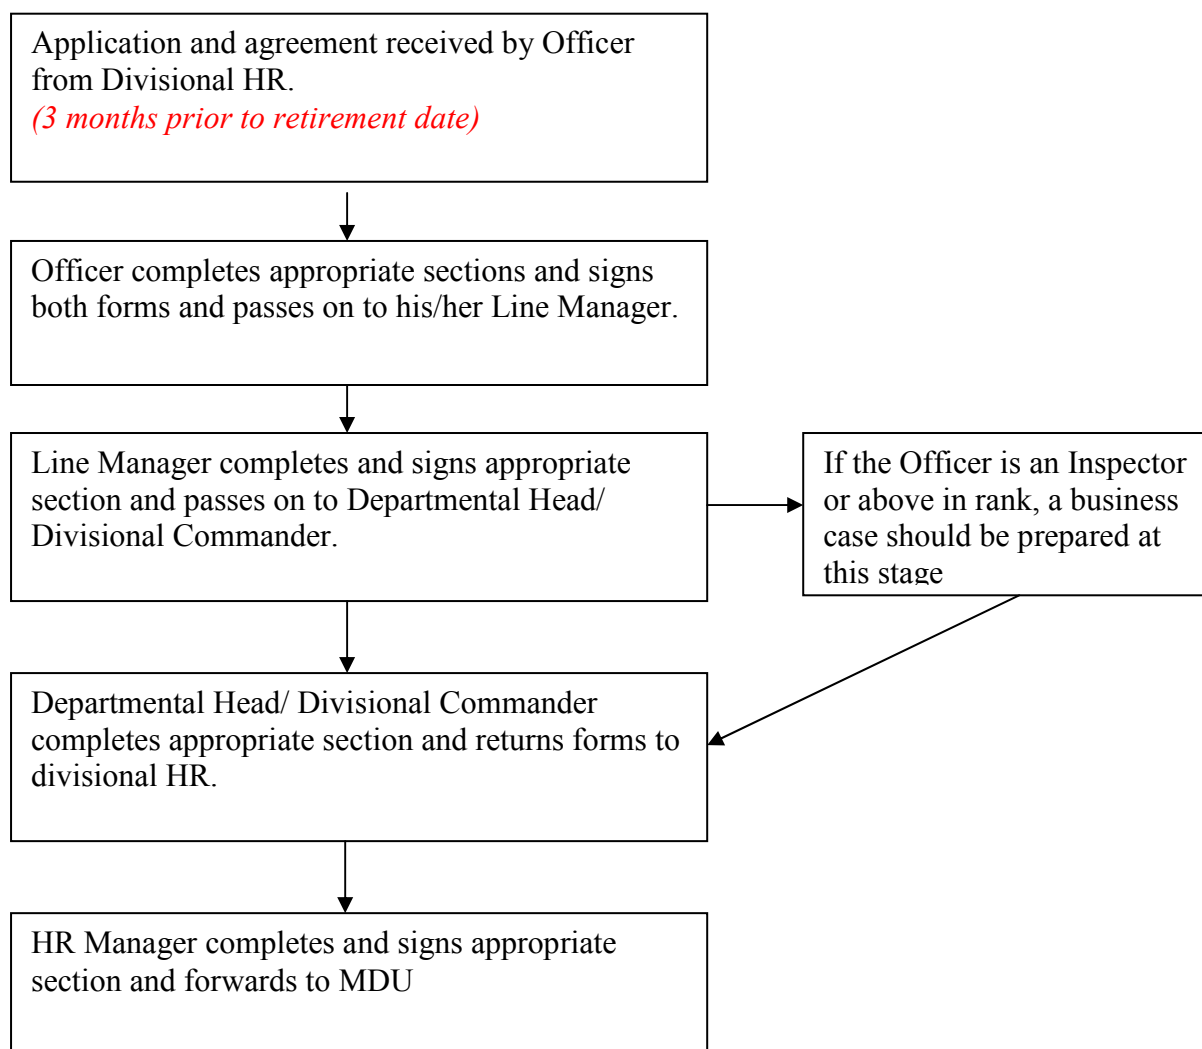 Application and agreement received by Officer
from Divisional HR.
(3 months prior to retirement date)
Officer completes appropriate sections and signs
both forms and passes on to his/her Line Manager.
Line Manager completes and signs appropriate
section and passes on to Departmental Head/
Divisional Commander.
If the Officer is an Inspector
or above in rank, a business
case should be prepared at
this stage
Departmental Head/ Divisional Commander
completes appropriate section and returns forms to
divisional HR.
HR Manager completes and signs appropriate
section and forwards to MDU